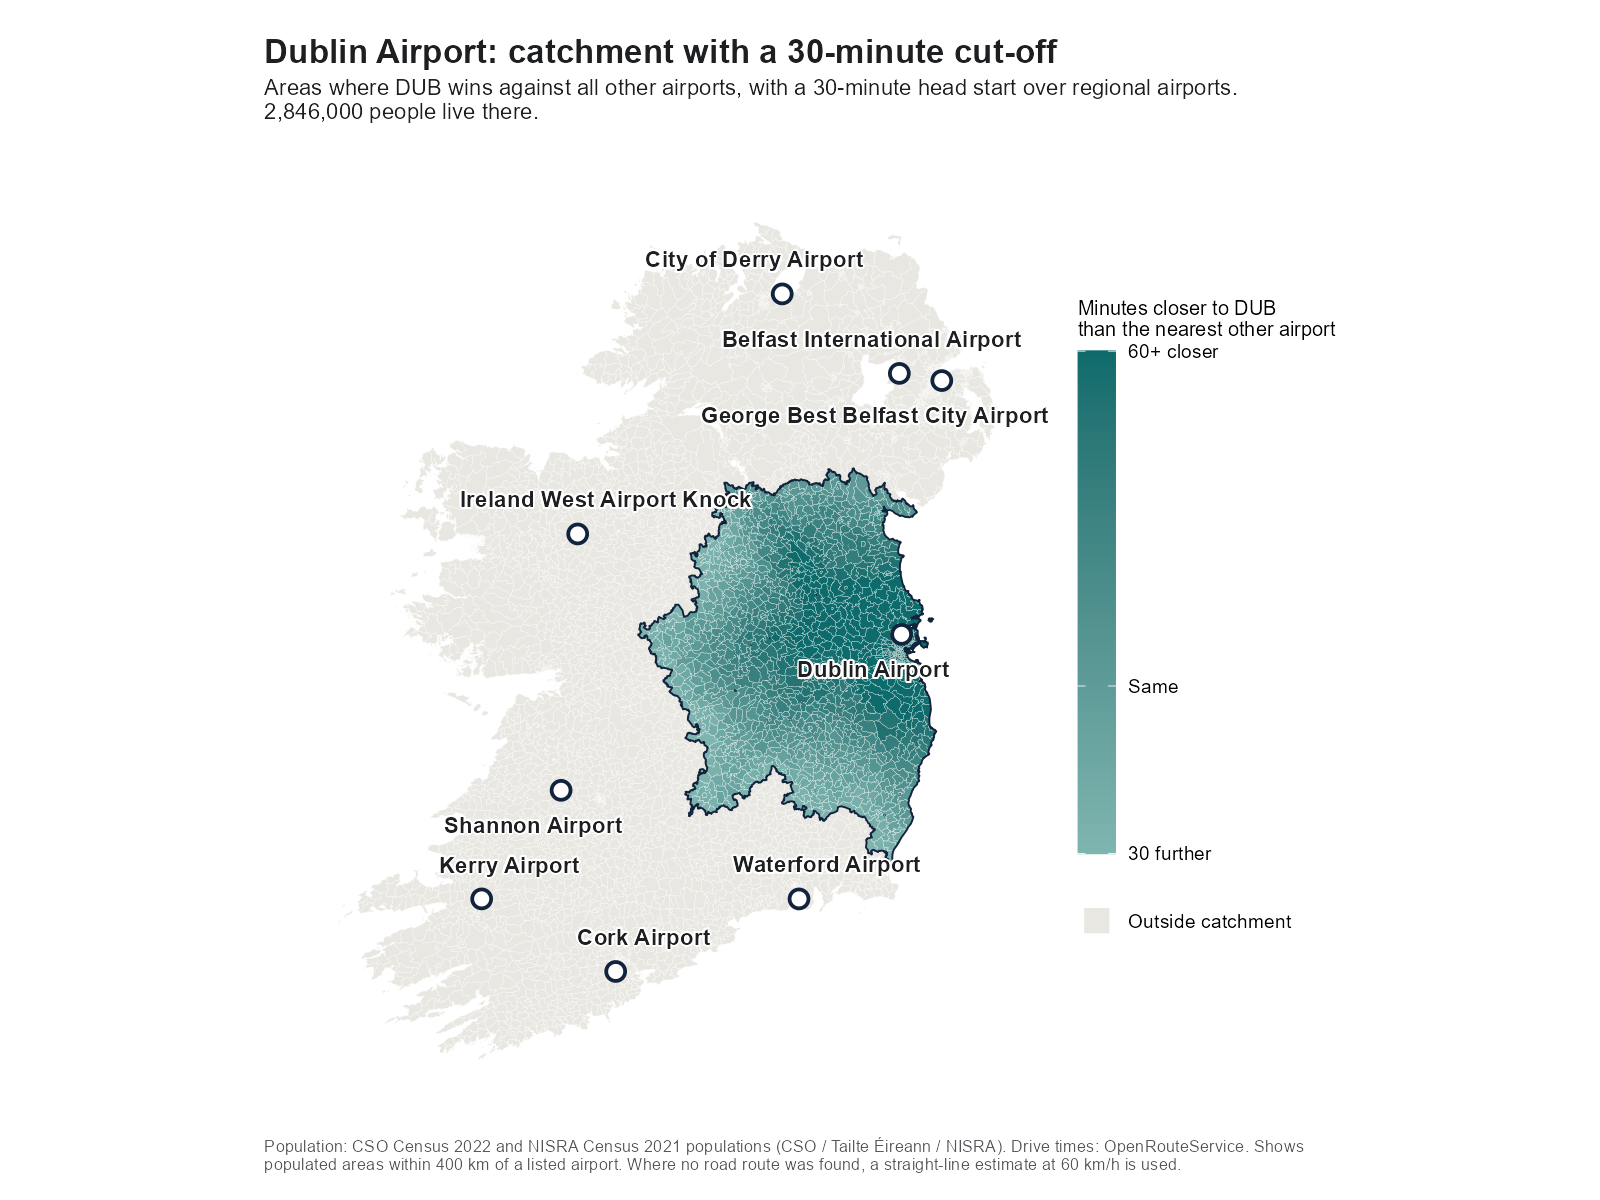 Dublin Airport: catchment with a 30-minute cut-off
Areas where DUB wins against all other airports, with a 30-minute head start over regional airports.
2,846,000 people live there.
City of Derry Airport
Belfast International Airport
George Best Belfast City Airport
Ireland West Airport Knock
Dublin Airport
Shannon Airport
Kerry Airport
Waterford Airport
Cork Airport
Minutes closer to DUB
than the nearest other airport
60+ closer
Same
30 further
Outside catchment
Population: CSO Census 2022 and NISRA Census 2021 populations (CSO / Tailte Éireann / NISRA). Drive times: OpenRouteService. Shows
populated areas within 400 km of a listed airport. Where no road route was found, a straight-line estimate at 60 km/h is used.